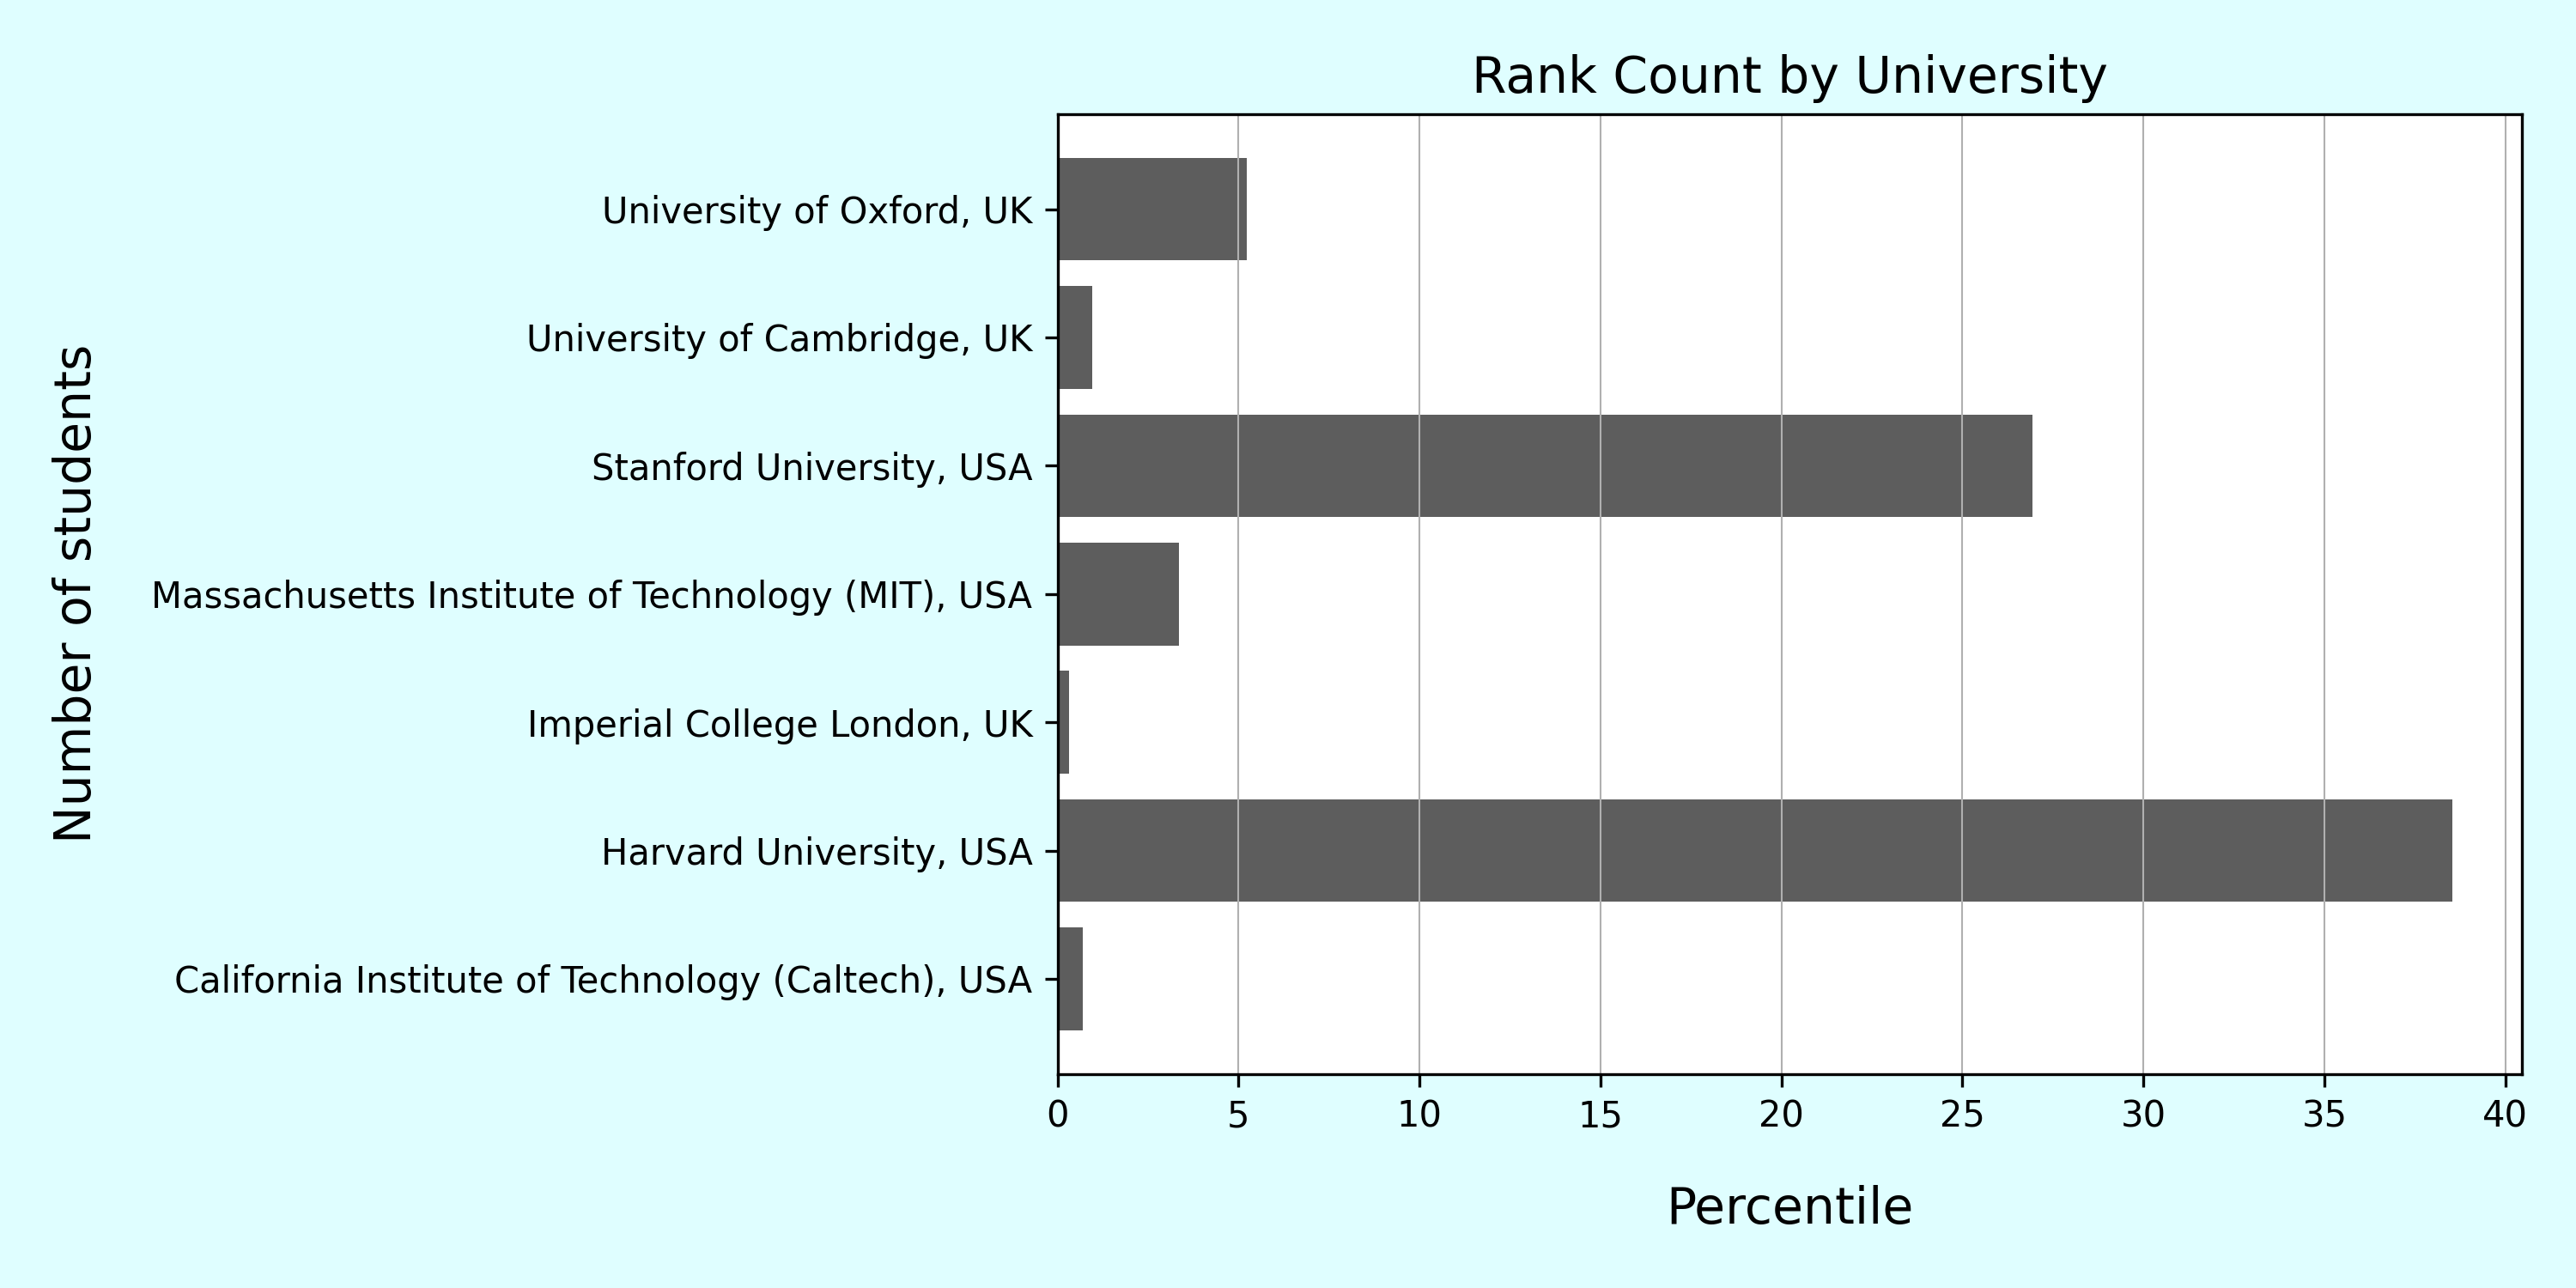 Rank Count by University
Number of students
University of Oxford, UK
University of Cambridge, UK
Stanford University, USA
Massachusetts Institute of Technology (MIT), USA
Imperial College London, UK
Harvard University, USA
California Institute of Technology (Caltech), USA
0 5 10 15 20 25 30 35 40
Percentile